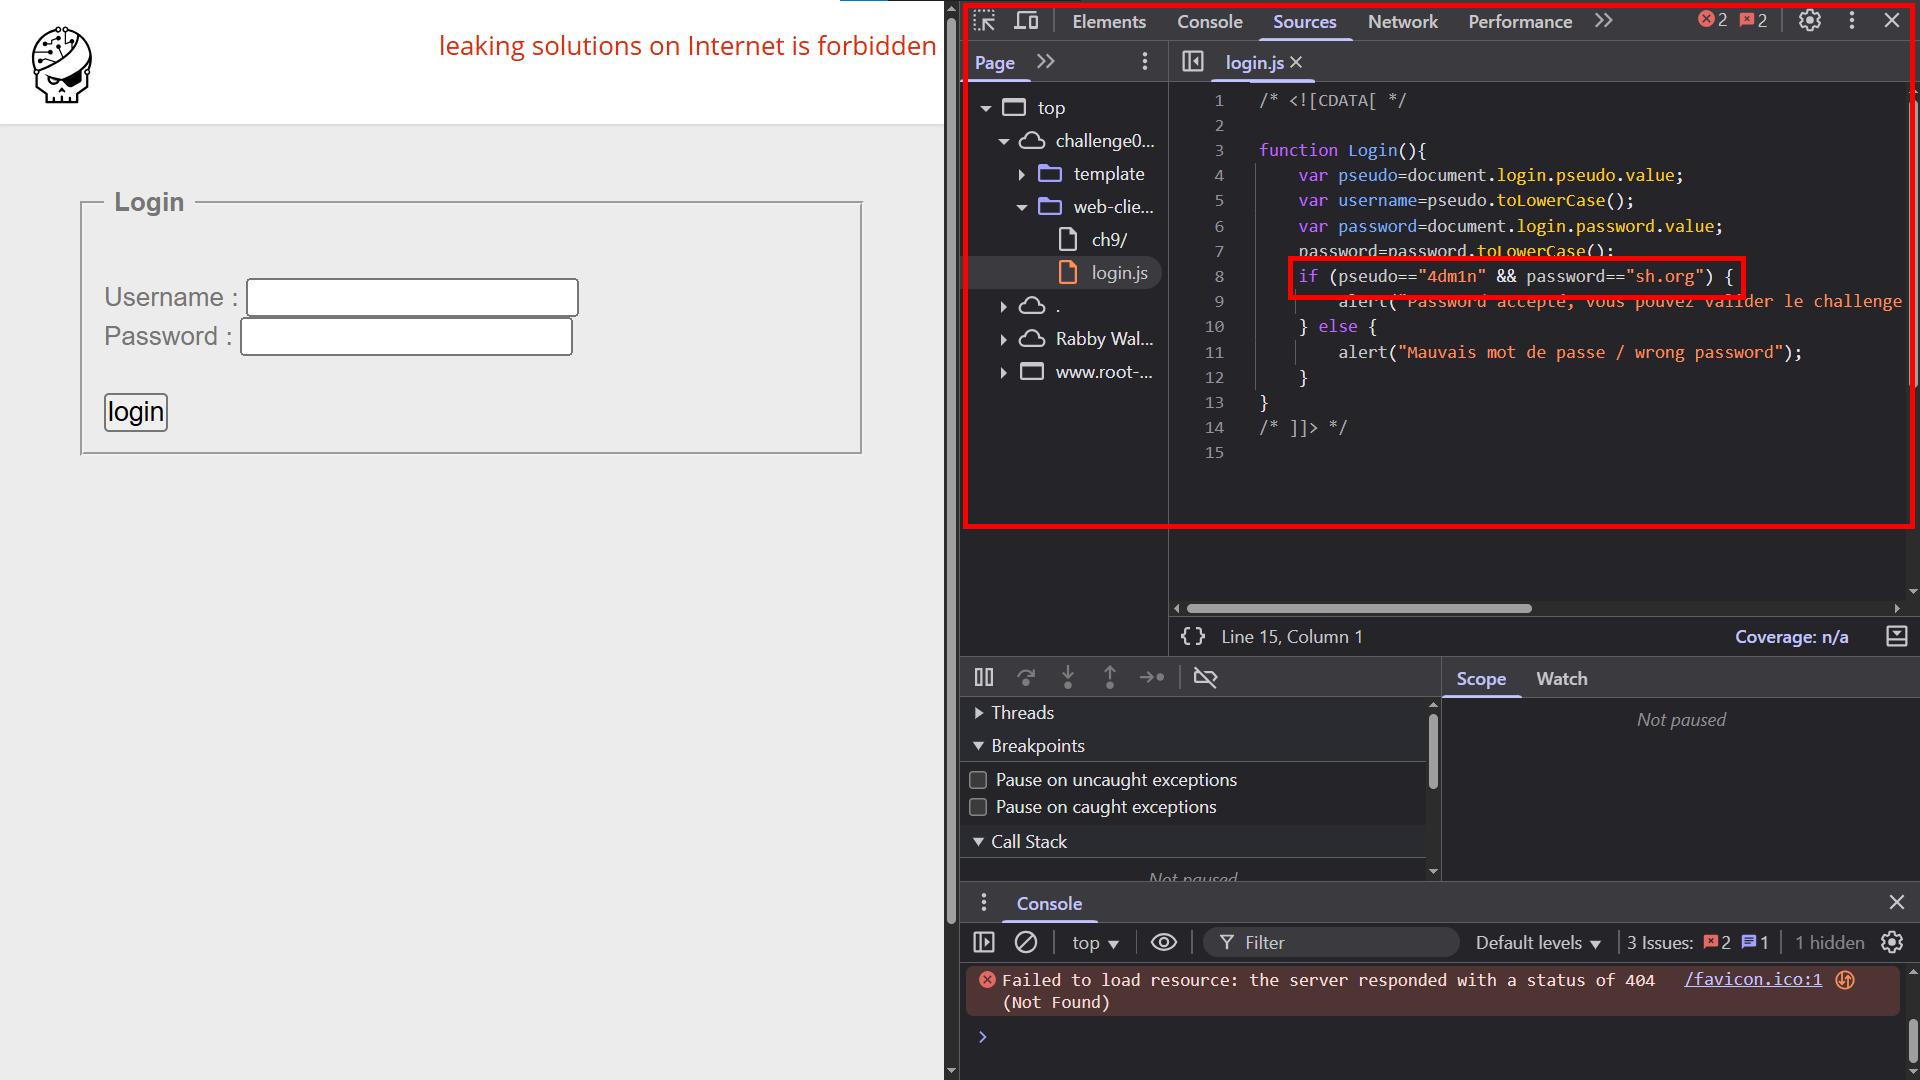 leaking solutions on Internet is forbidden
Login
Username :
Password :
login
Elements Console Sources Network Performance 2 2
Page
login.js
top
challenge0...
template
web-clie...
ch9/
login.js
.
Rabby Wal...
www.root-...
1 /* <![CDATA[ */
2
3 function Login(){
4 var pseudo=document.login.pseudo.value;
5 var username=pseudo.toLowerCase();
6 var password=document.login.password.value;
7 password=password.toLowerCase();
8 if (pseudo=="4dm1n" && password=="sh.org") {
9 alert("Password accepté, vous pouvez valider le challenge
10 } else {
11 alert("Mauvais mot de passe / wrong password");
12 }
13 }
14 /* ]]> */
15
{ } Line 15, Column 1 Coverage: n/a
Threads
Breakpoints
Pause on uncaught exceptions
Pause on caught exceptions
Call Stack
Not paused
Scope Watch
Not paused
Console
top Filter Default levels 3 Issues: 2 1 1 hidden
Failed to load resource: the server responded with a status of 404 /favicon.ico:1
(Not Found)